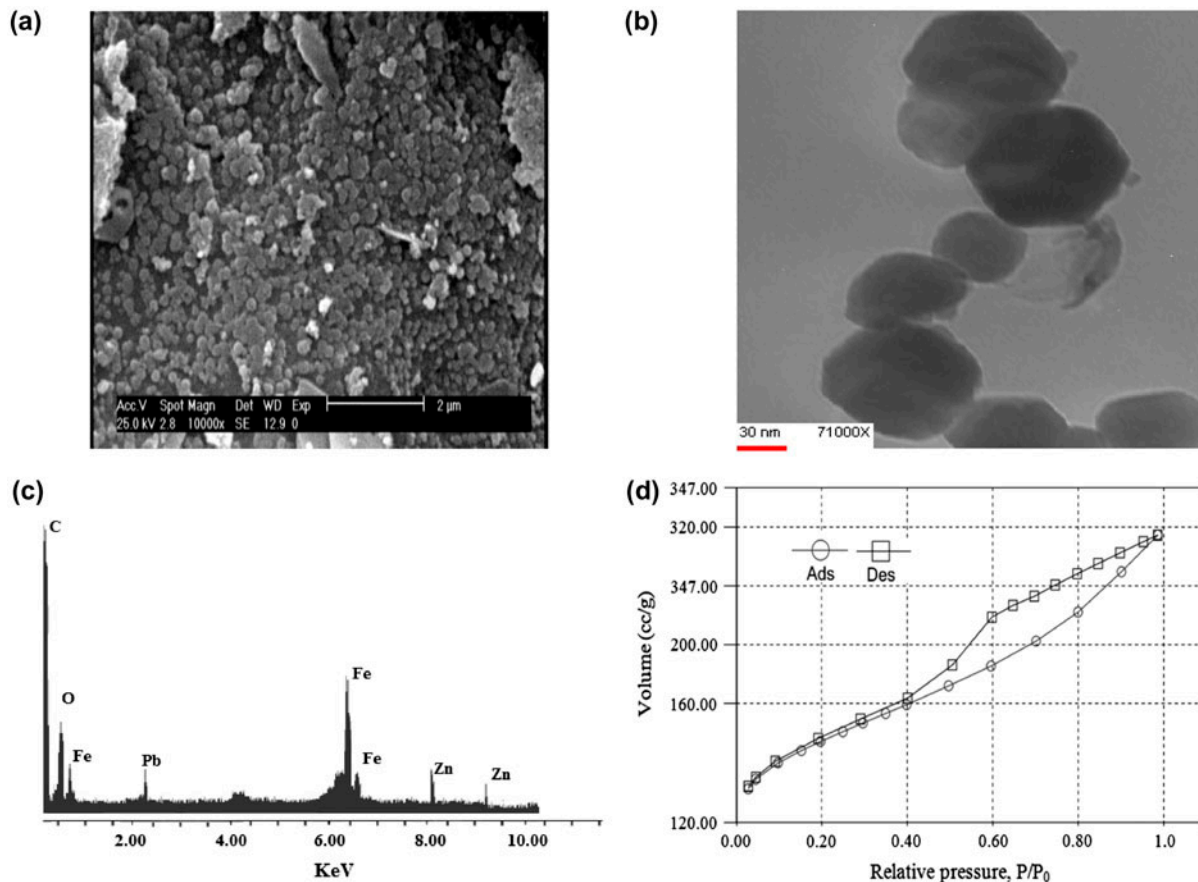 (a)
Acc.V Spot Magn Det WD Exp 2 µm
25.0 kV 2.8 10000x SE 12.9 0
(b)
30 nm 71000X
(c)
C
O
Fe
Pb
Fe
Fe
Zn
Zn
2.00 4.00 6.00 8.00 10.00
KeV
(d)
347.00
320.00
347.00
200.00
160.00
120.00
Volume (cc/g)
Ads Des
0.00 0.20 0.40 0.60 0.80 1.0
Relative pressure, P/P₀